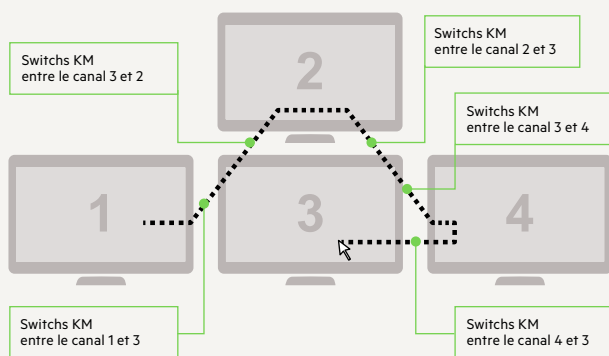 Switchs KM
entre le canal 3 et 2
2
Switchs KM
entre le canal 2 et 3
Switchs KM
entre le canal 3 et 4
1
3
4
Switchs KM
entre le canal 1 et 3
Switchs KM
entre le canal 4 et 3